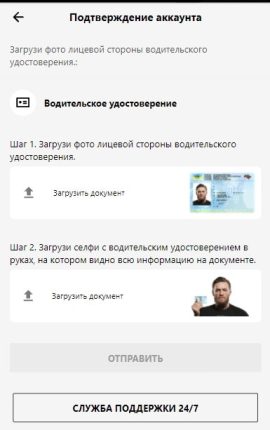 Подтверждение аккаунта
Загрузи фото лицевой стороны водительского
удостоверения.:
Водительское удостоверение
Шаг 1. Загрузи фото лицевой стороны водительского
удостоверения.
Загрузить документ
Шаг 2. Загрузи селфи с водительским удостоверением в
руках, на котором видно всю информацию на документе.
Загрузить документ
ОТПРАВИТЬ
СЛУЖБА ПОДДЕРЖКИ 24/7